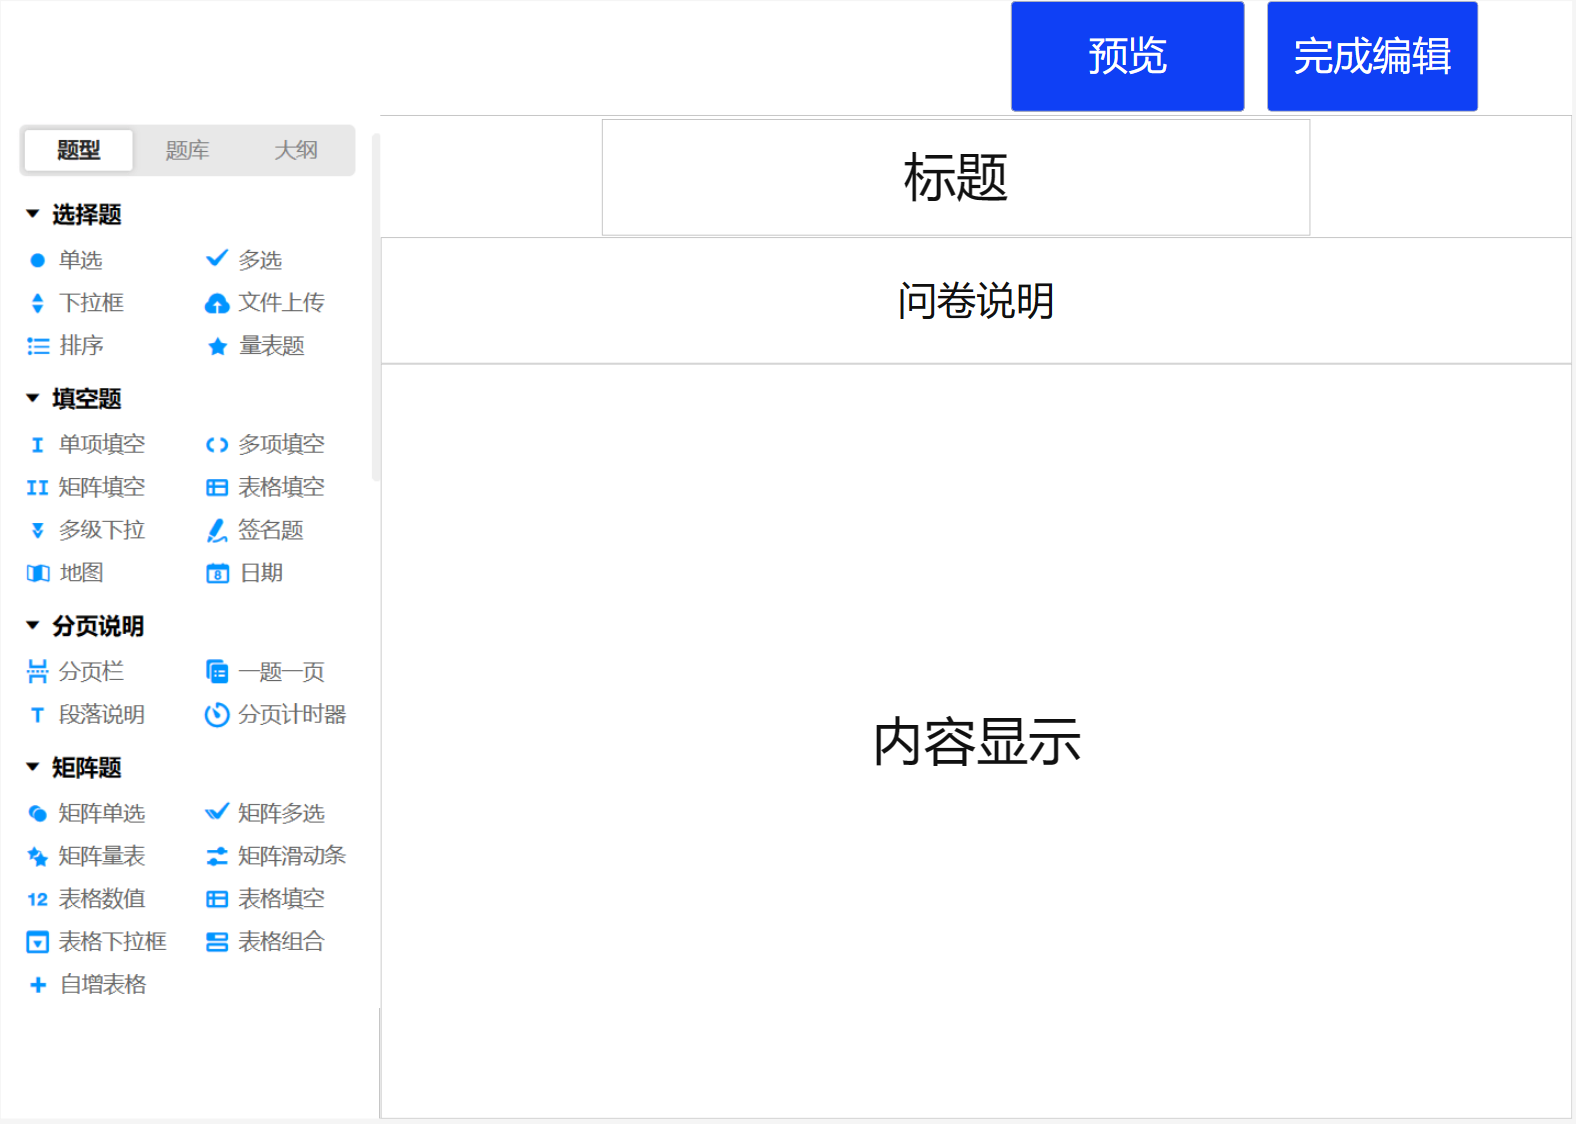 预览 完成编辑
题型 题库 大纲
选择题
单选 多选
下拉框 文件上传
排序 量表题
填空题
单项填空 多项填空
矩阵填空 表格填空
多级下拉 签名题
地图 8 日期
分页说明
分页栏 一题一页
T 段落说明 分页计时器
矩阵题
矩阵单选 矩阵多选
矩阵量表 矩阵滑动条
12 表格数值 表格填空
表格下拉框 表格组合
自增表格
标题
问卷说明
内容显示